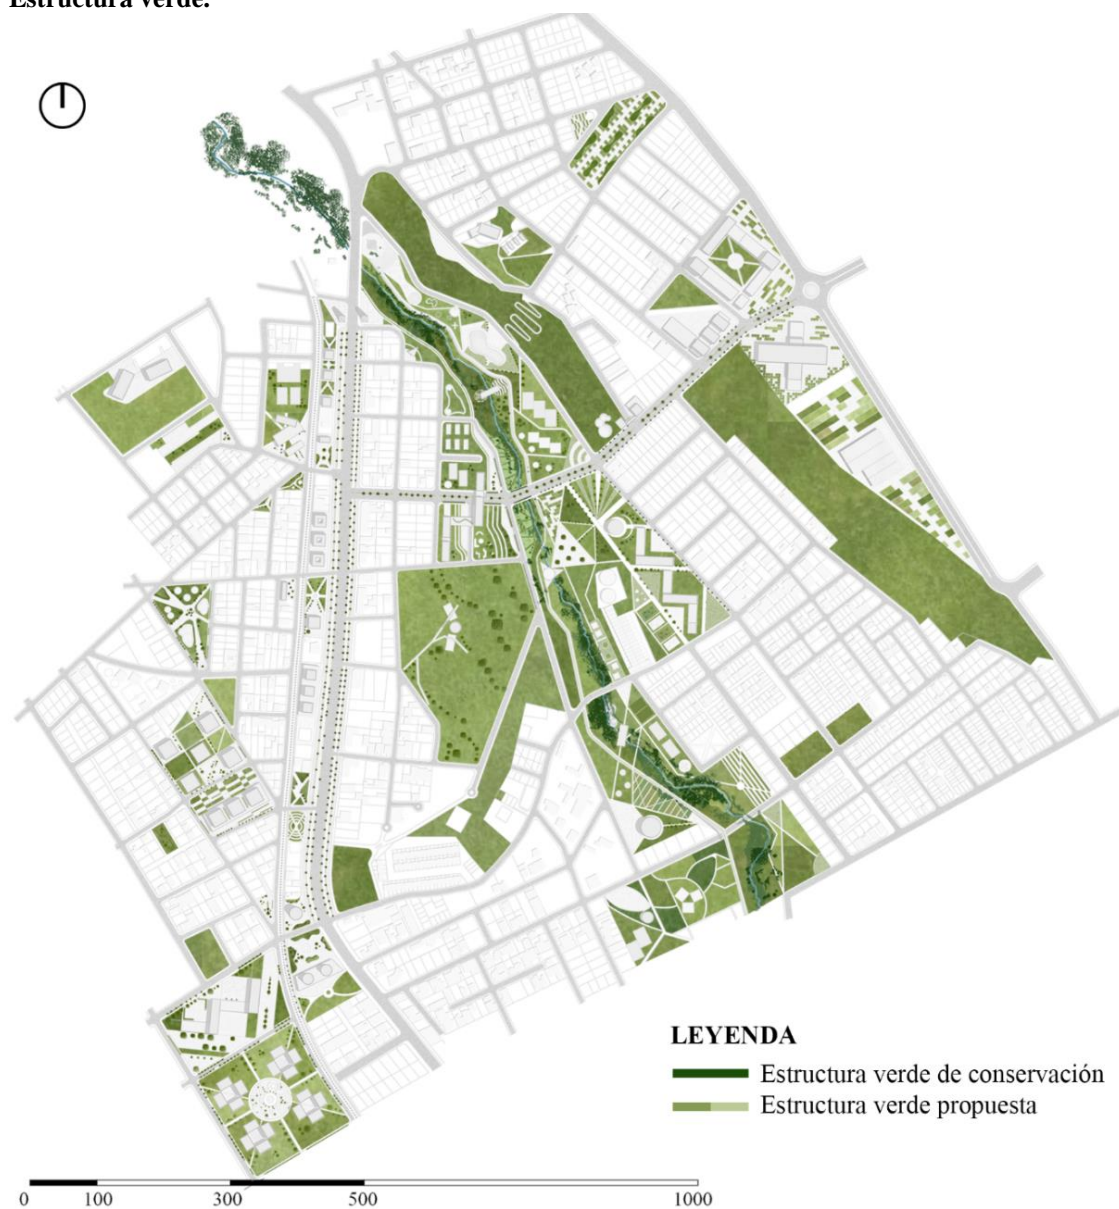 Estructura verde.
LEYENDA
Estructura verde de conservación
Estructura verde propuesta
0 100 300 500 1000